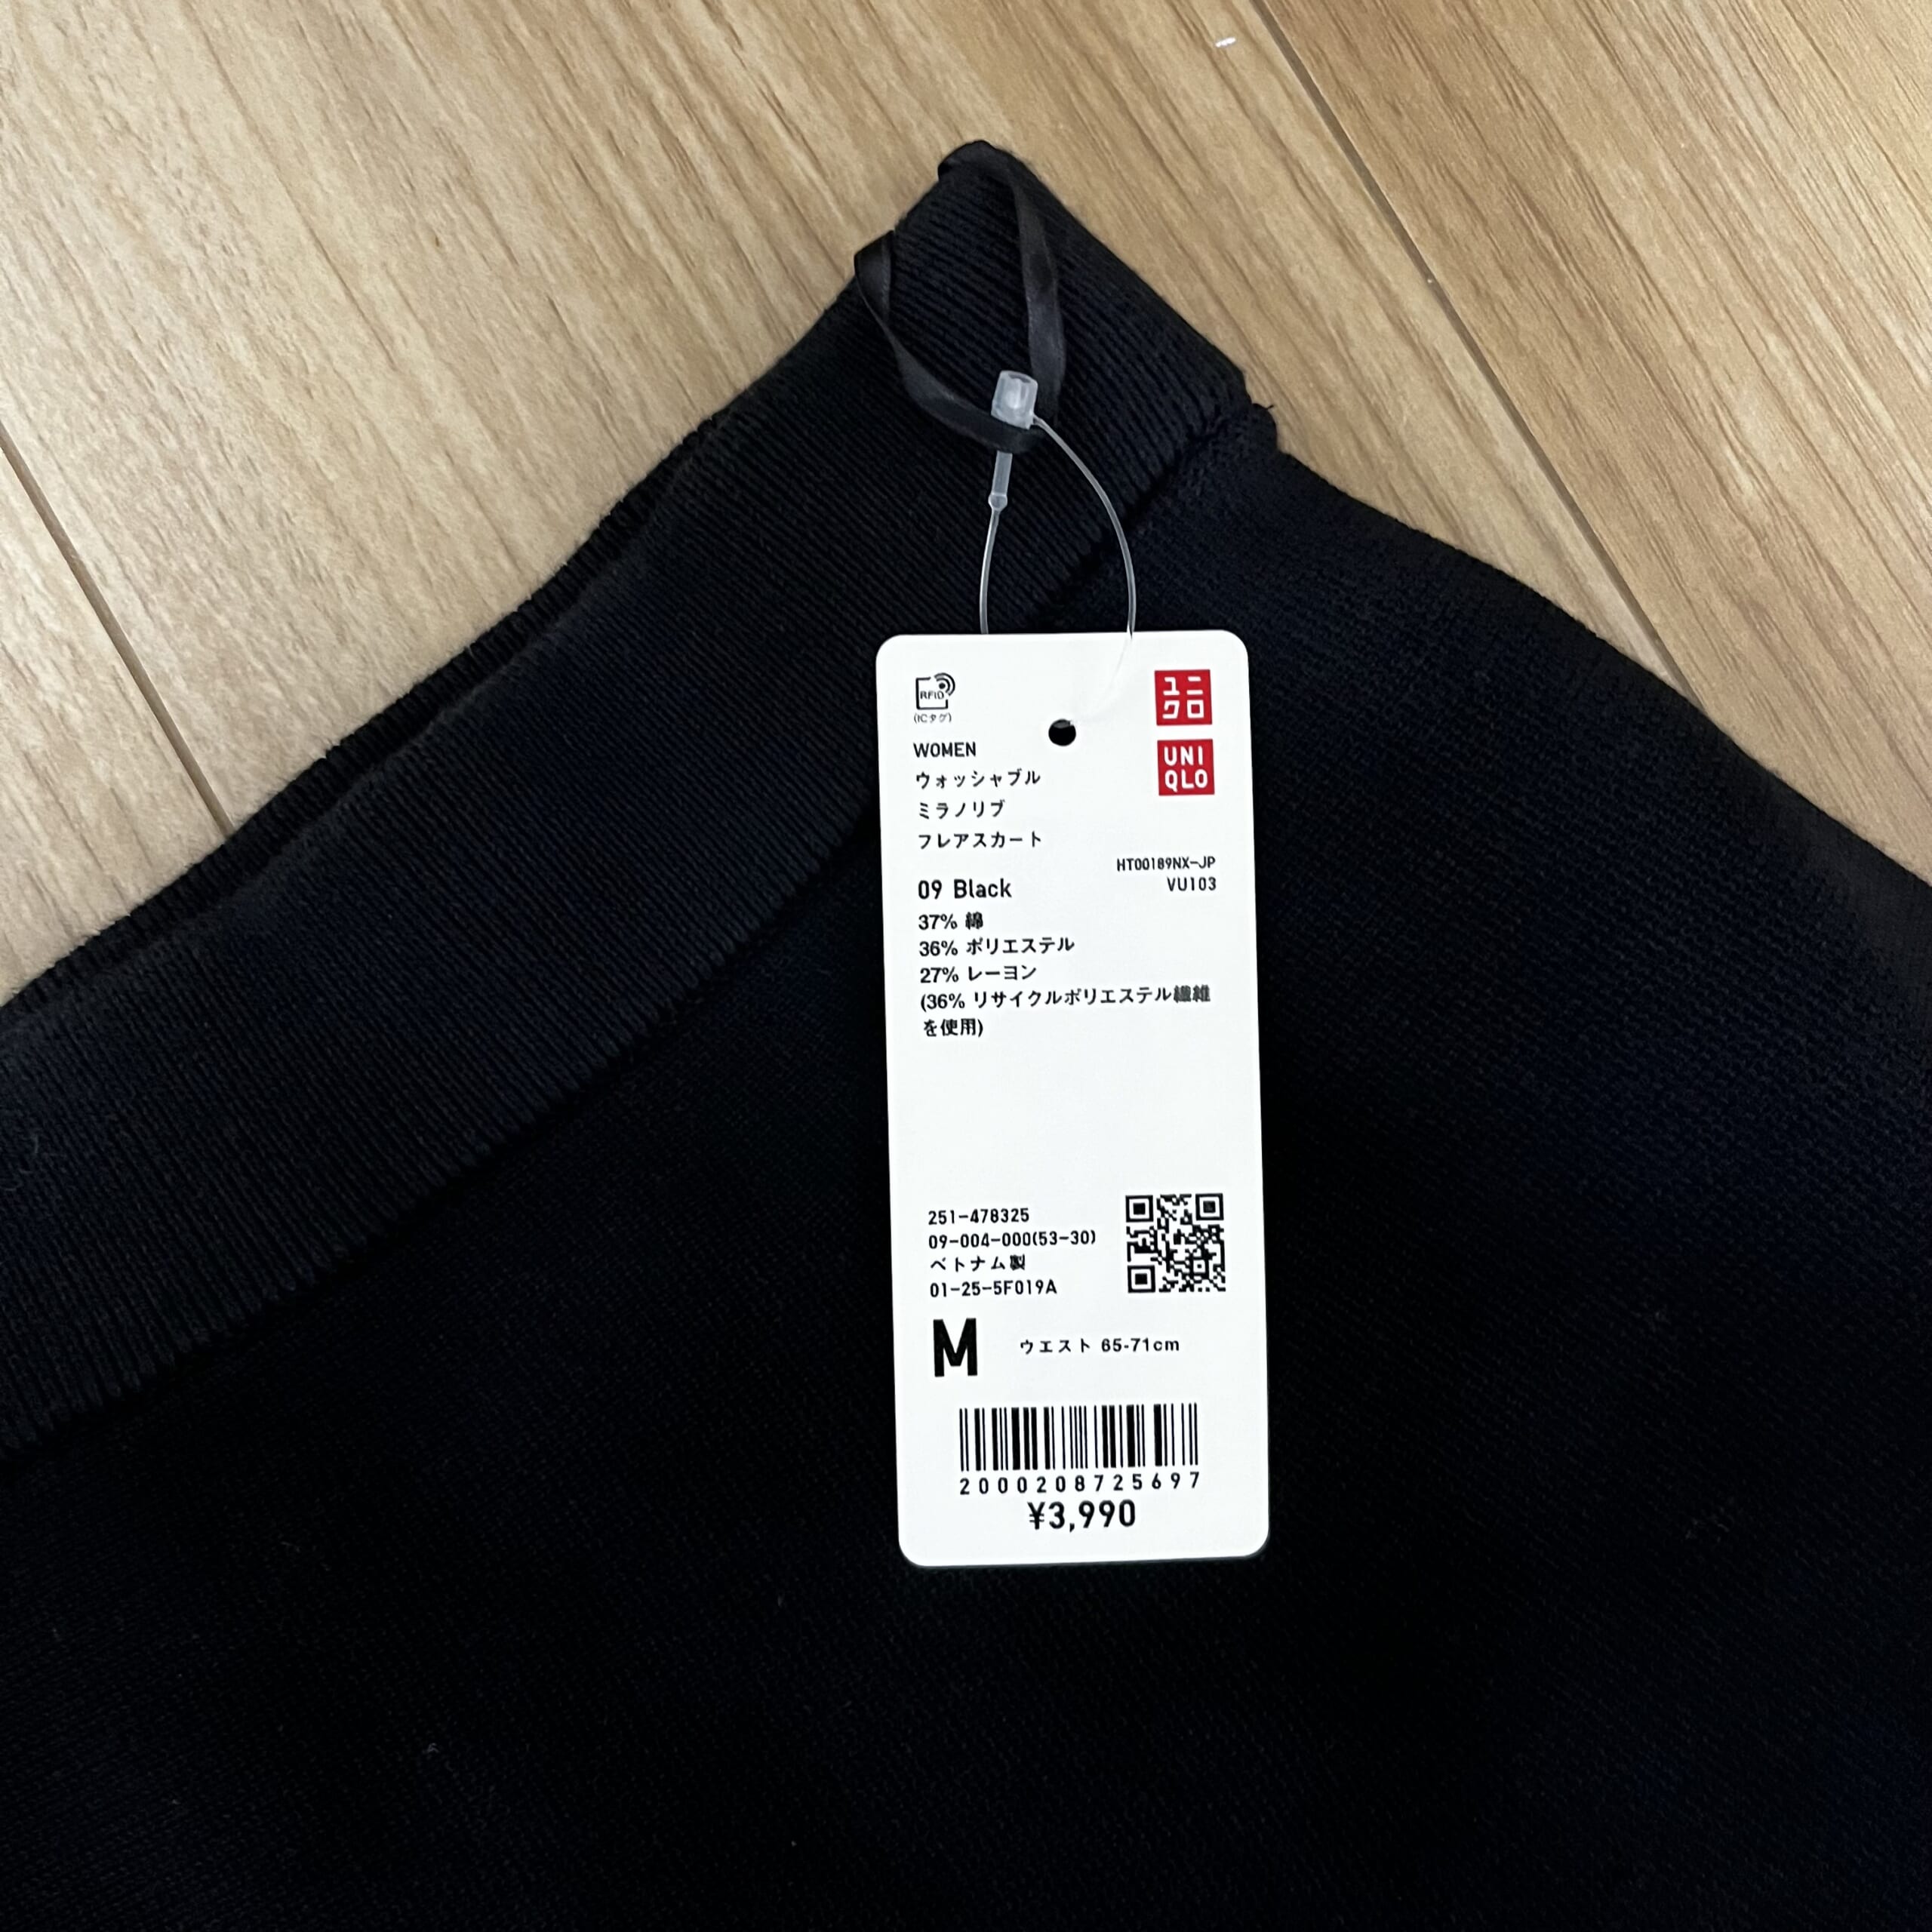 RFID
(ICタグ)
ユニ
クロ
UNI
QLO
WOMEN
ウォッシャブル
ミラノリブ
フレアスカート
HT00189NX-JP
VU103
09 Black
37% 綿
36% ポリエステル
27% レーヨン
(36% リサイクルポリエステル繊維
を使用)
251-478325
09-004-000(53-30)
ベトナム製
01-25-5F019A
M ウエスト 65-71cm
2000208725697
¥3,990